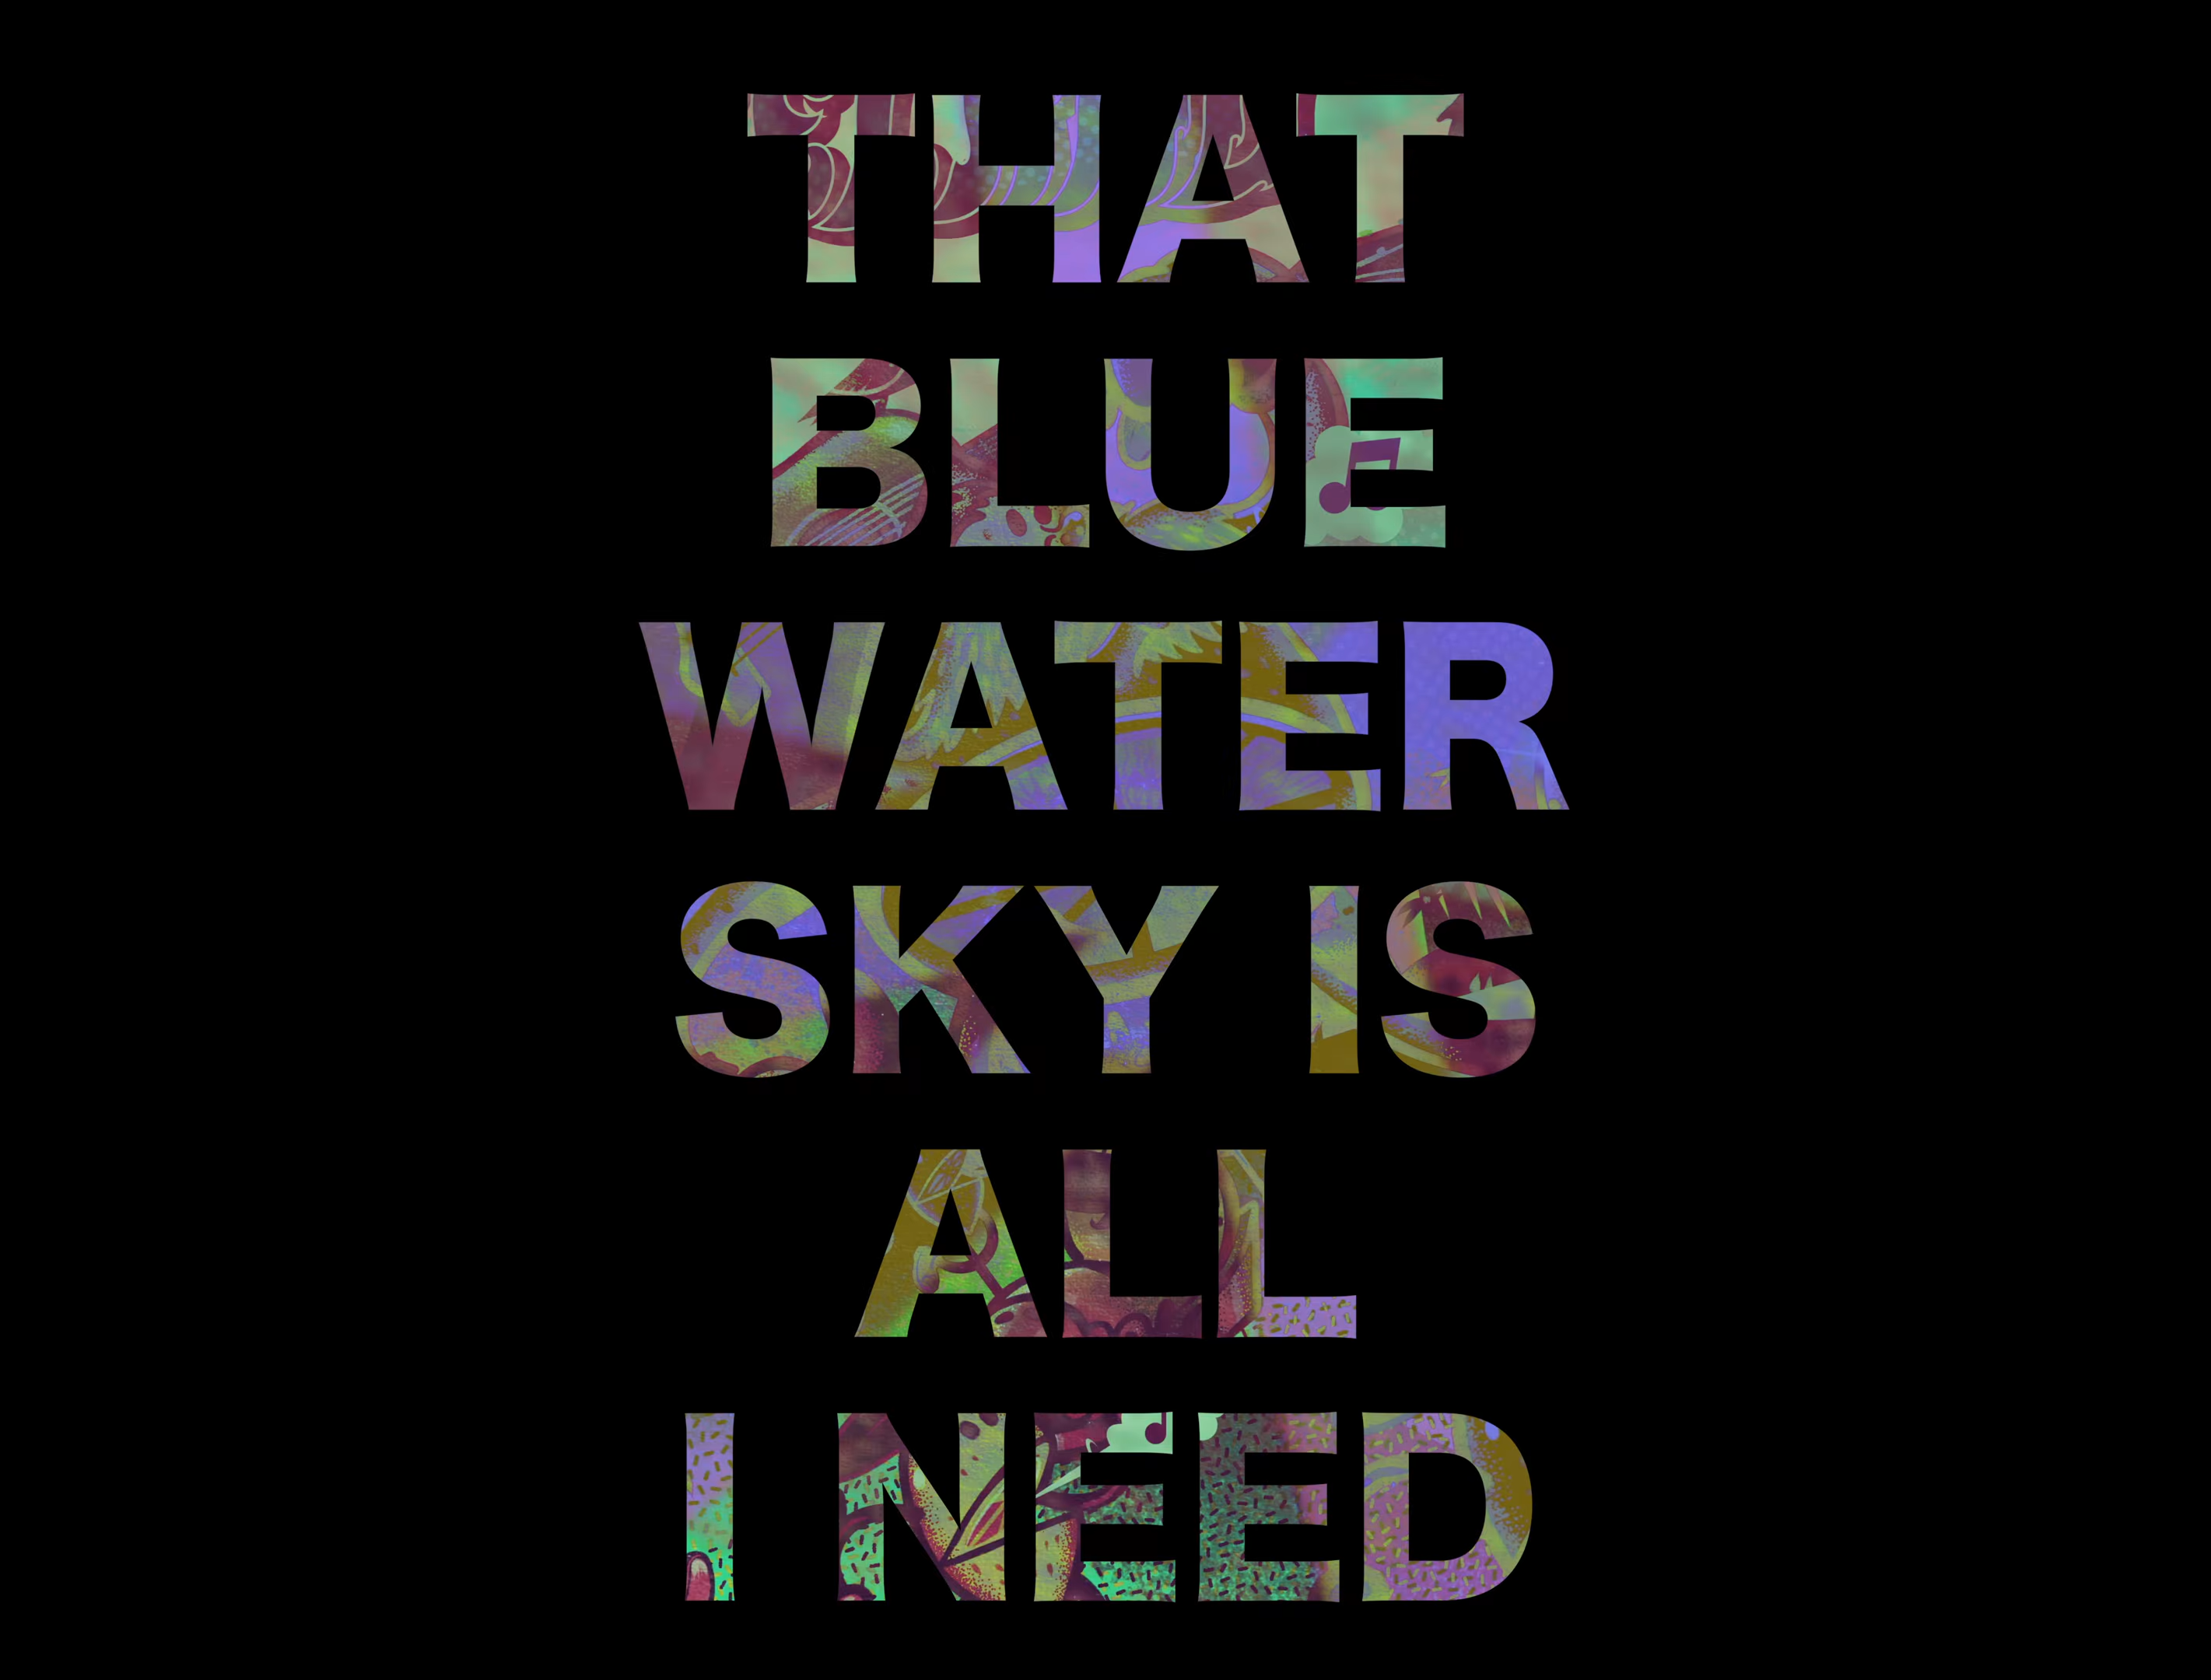 THAT
BLUE
WATER
SKY IS
ALL
I NEED